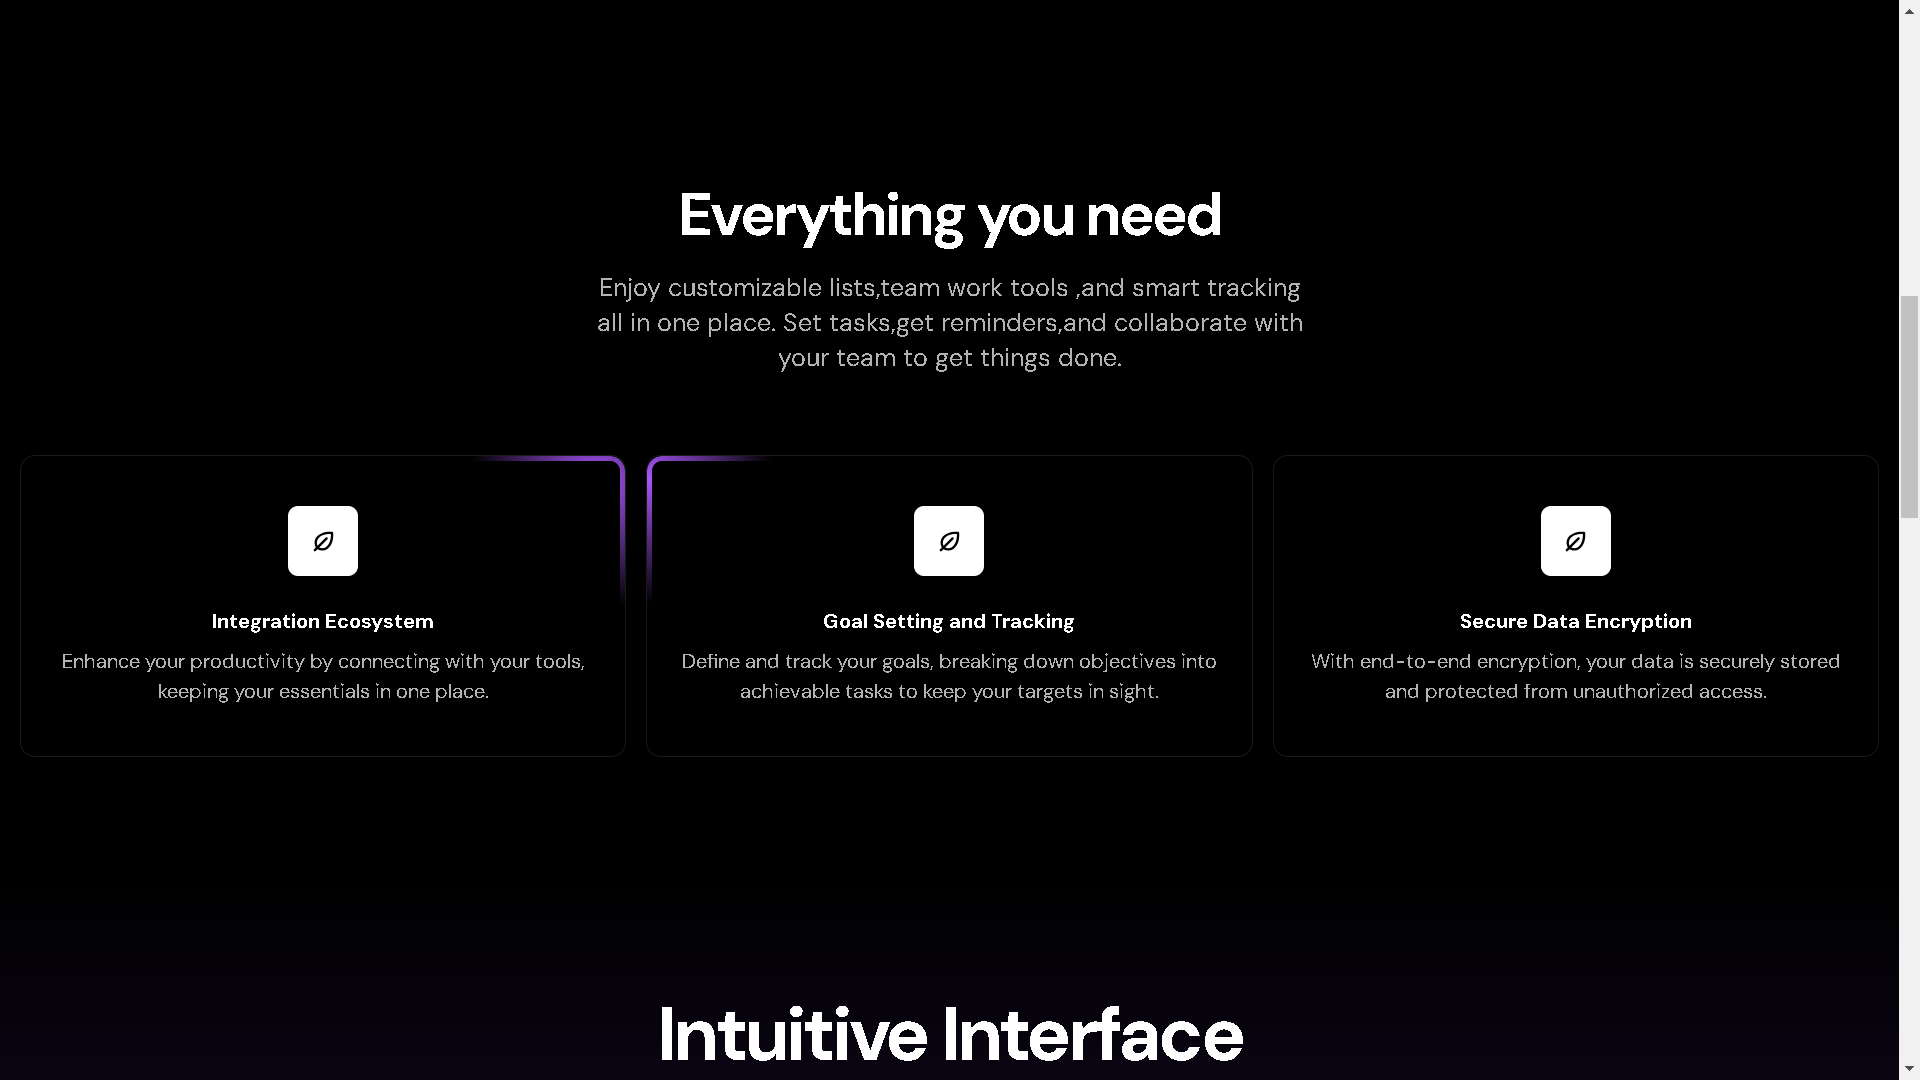 Everything you need
Enjoy customizable lists,team work tools ,and smart tracking
all in one place. Set tasks,get reminders,and collaborate with
your team to get things done.
Integration Ecosystem
Enhance your productivity by connecting with your tools,
keeping your essentials in one place.
Goal Setting and Tracking
Define and track your goals, breaking down objectives into
achievable tasks to keep your targets in sight.
Secure Data Encryption
With end-to-end encryption, your data is securely stored
and protected from unauthorized access.
Intuitive Interface